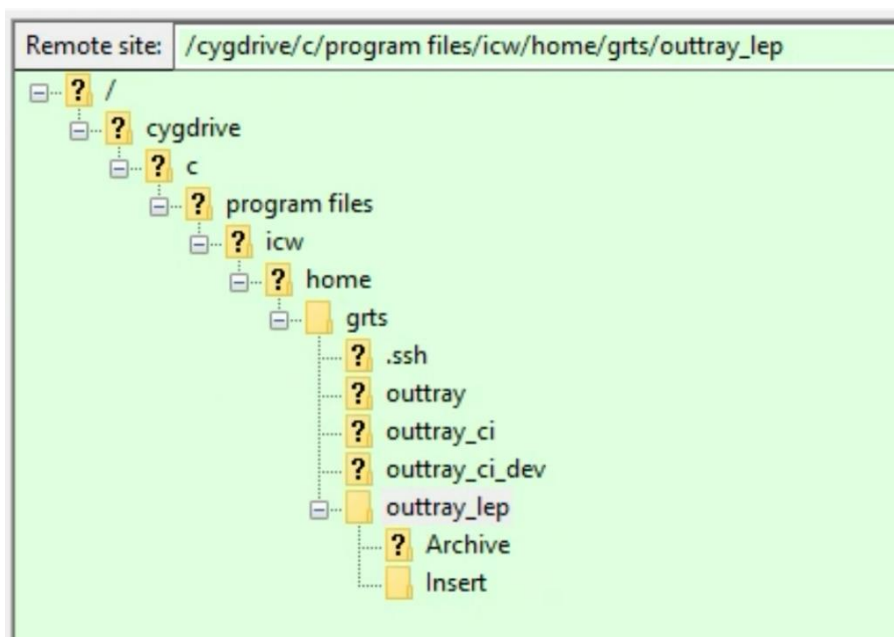 Remote site: /cygdrive/c/program files/icw/home/grts/outtray_lep
/
cygdrive
c
program files
icw
home
grts
.ssh
outtray
outtray_ci
outtray_ci_dev
outtray_lep
Archive
Insert